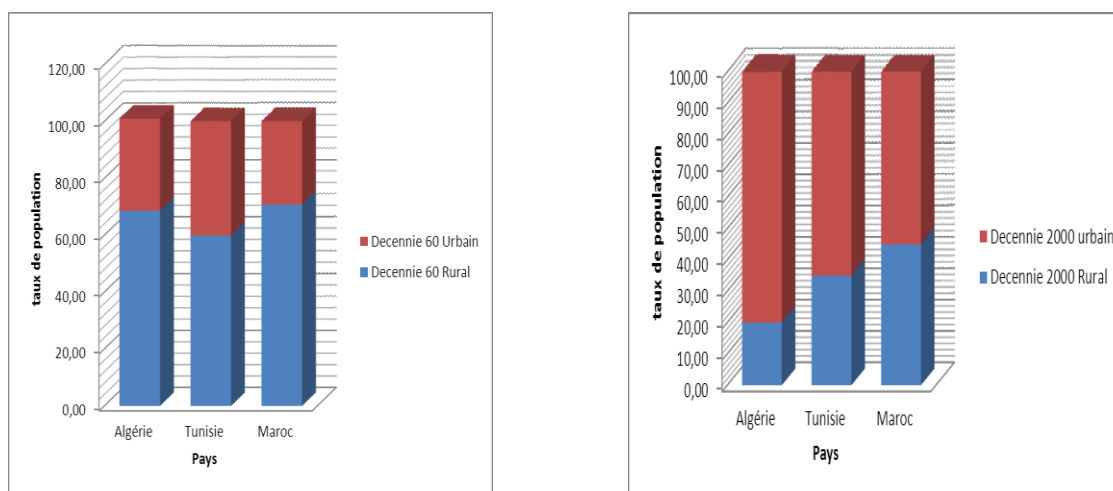 taux de population
120,00
100,00
80,00
60,00
40,00
20,00
0,00
Algérie Tunisie Maroc
Pays
Decennie 60 Urbain
Decennie 60 Rural
taux de population
100,00
90,00
80,00
70,00
60,00
50,00
40,00
30,00
20,00
10,00
0,00
Algérie Tunisie Maroc
Pays
Decennie 2000 urbain
Decennie 2000 Rural